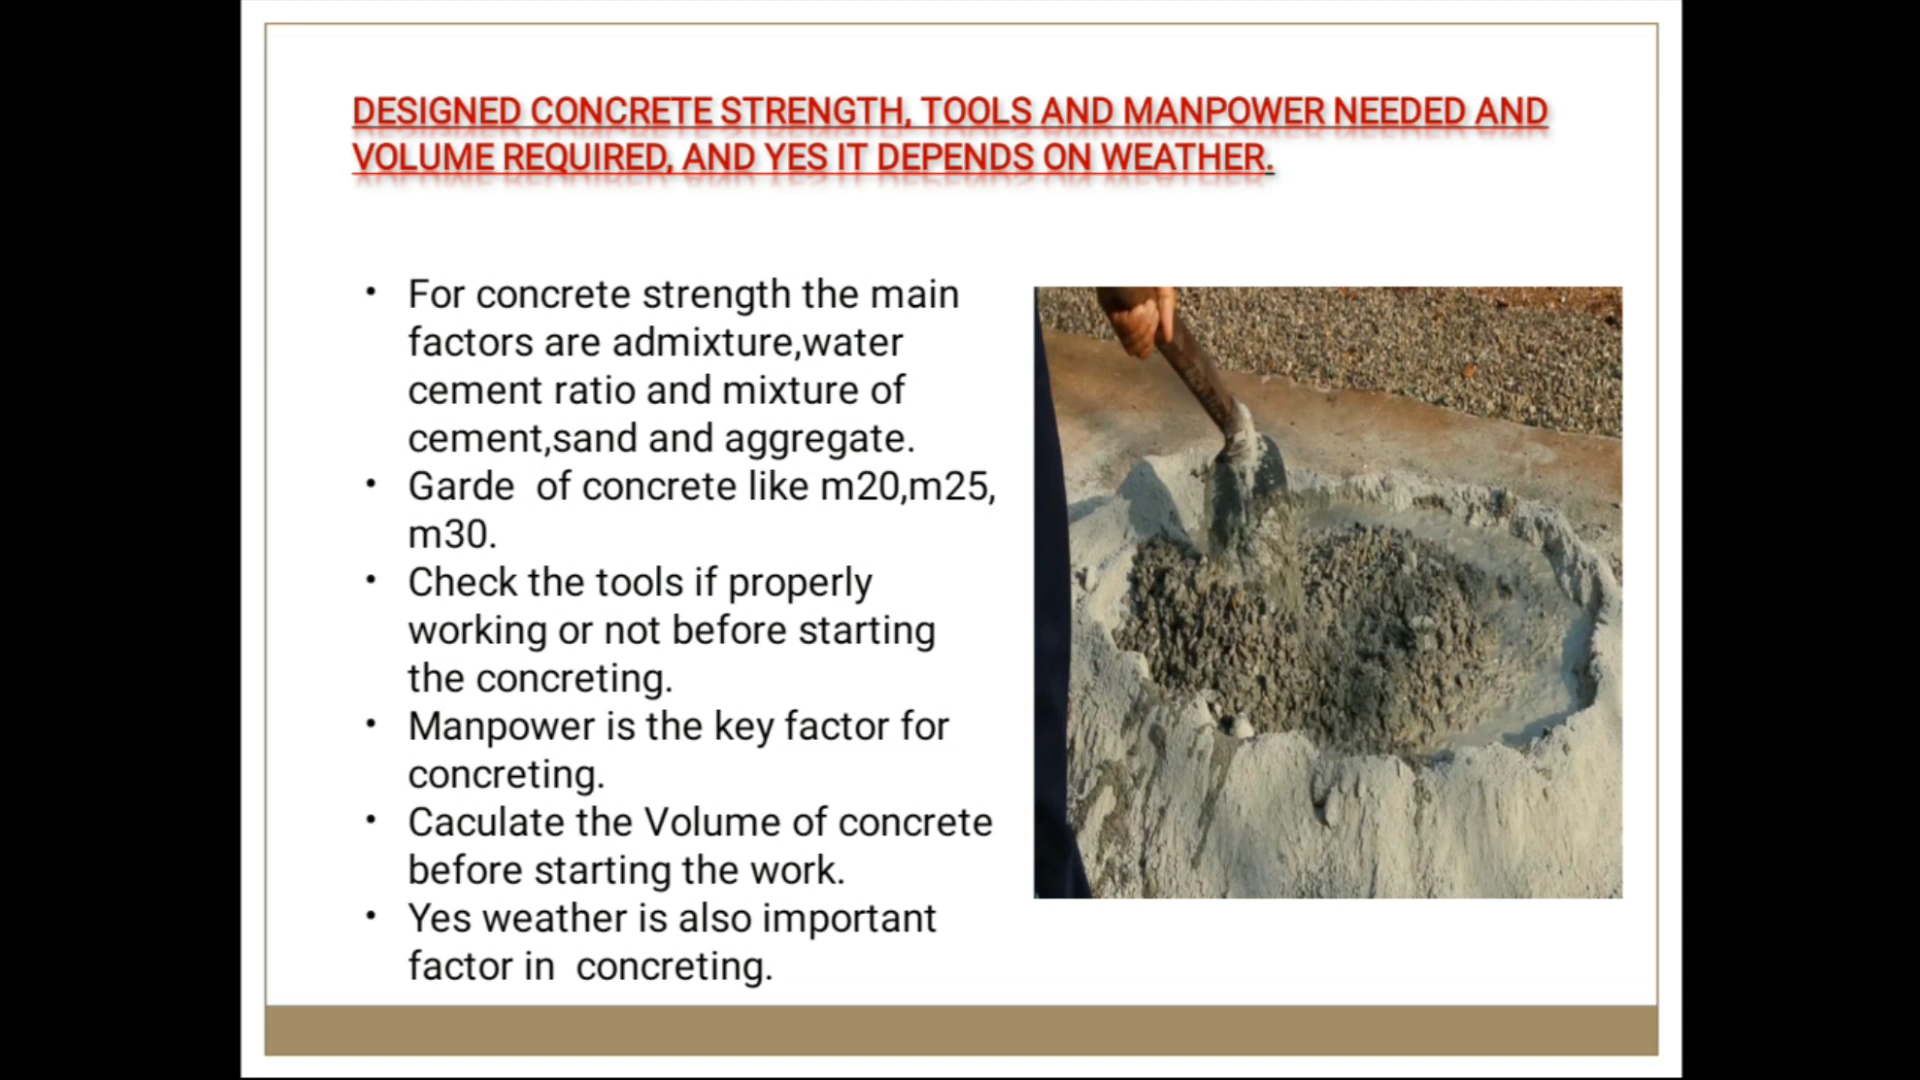 DESIGNED CONCRETE STRENGTH, TOOLS AND MANPOWER NEEDED AND
VOLUME REQUIRED, AND YES IT DEPENDS ON WEATHER.
• For concrete strength the main
factors are admixture,water
cement ratio and mixture of
cement,sand and aggregate.
• Garde  of concrete like m20,m25,
m30.
• Check the tools if properly
working or not before starting
the concreting.
• Manpower is the key factor for
concreting.
• Caculate the Volume of concrete
before starting the work.
• Yes weather is also important
factor in  concreting.